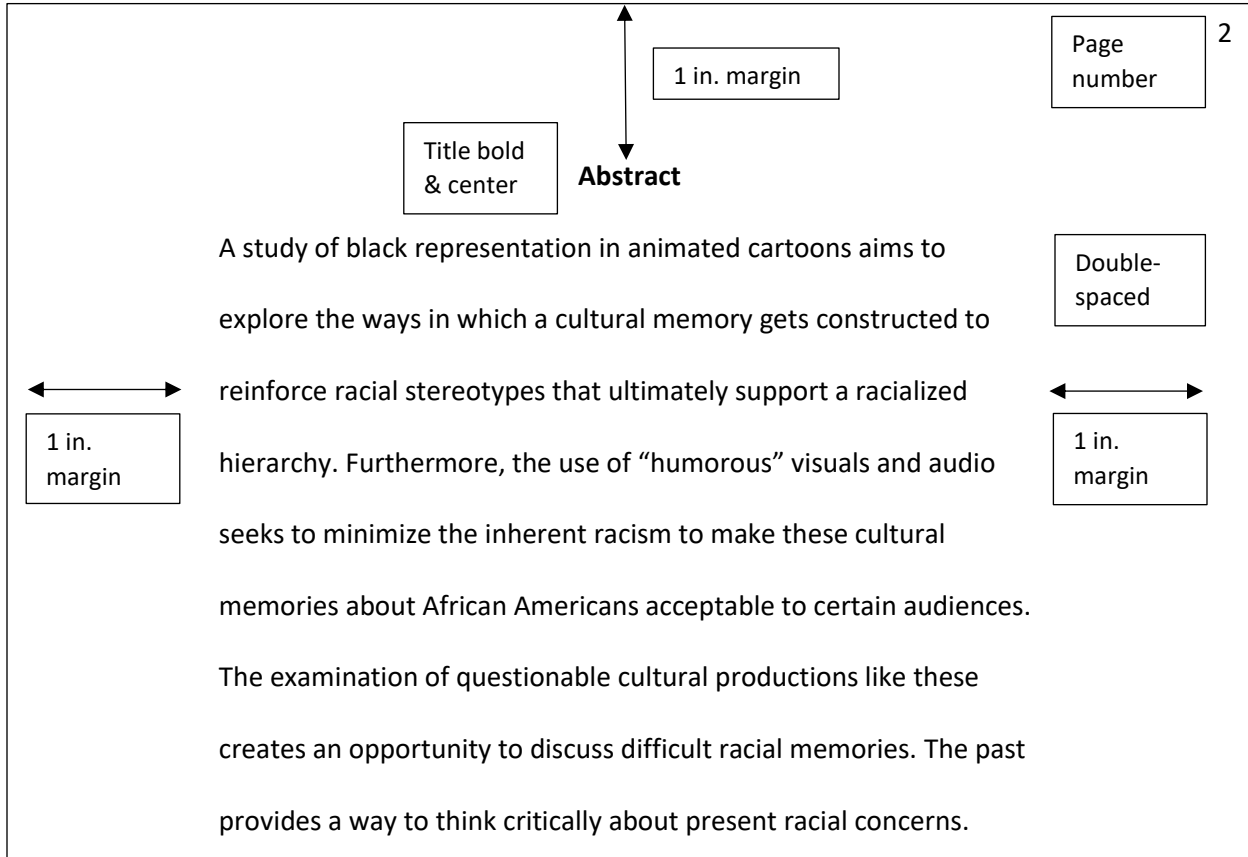 2
Page
number
1 in. margin
Title bold
& center
Abstract
A study of black representation in animated cartoons aims to
explore the ways in which a cultural memory gets constructed to
reinforce racial stereotypes that ultimately support a racialized
hierarchy. Furthermore, the use of “humorous” visuals and audio
seeks to minimize the inherent racism to make these cultural
memories about African Americans acceptable to certain audiences.
The examination of questionable cultural productions like these
creates an opportunity to discuss difficult racial memories. The past
provides a way to think critically about present racial concerns.
Double-
spaced
1 in.
margin
1 in.
margin